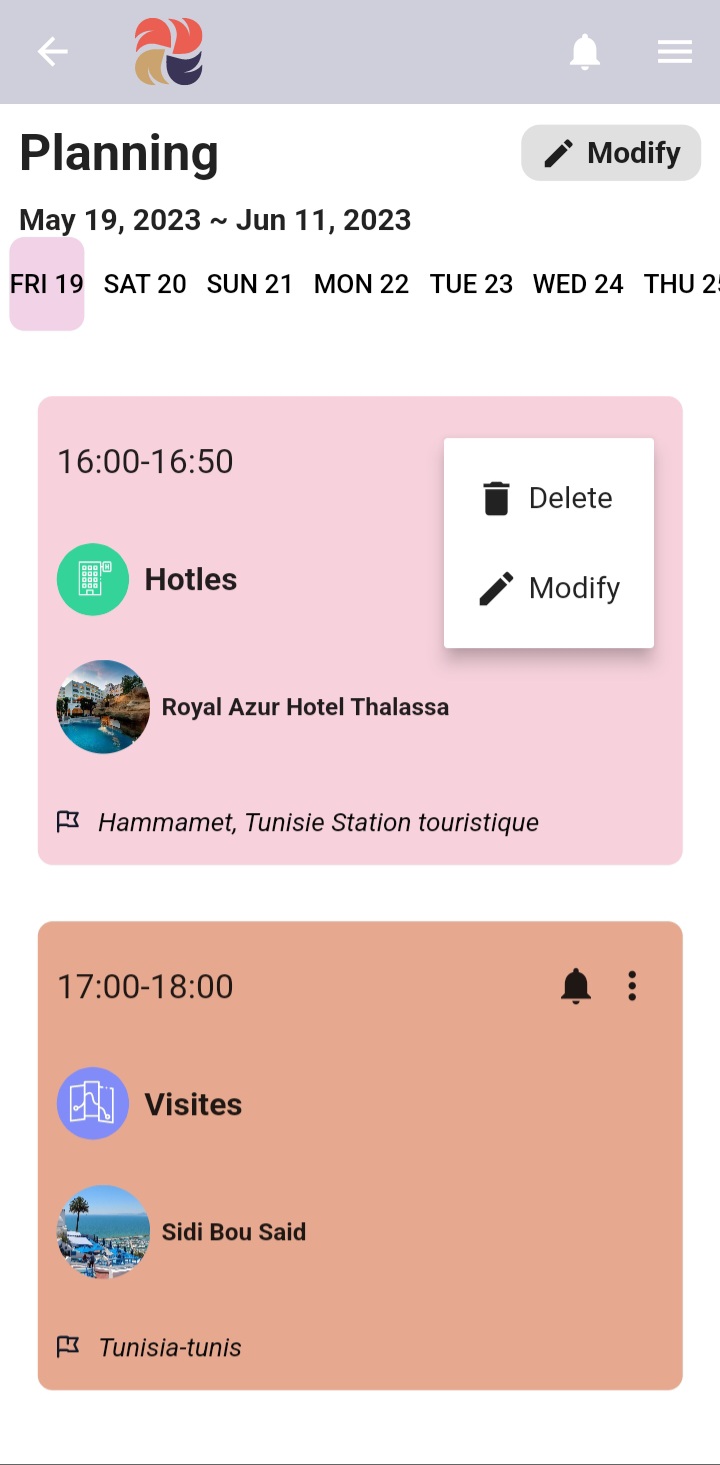 Planning
Modify
May 19, 2023 ~ Jun 11, 2023
FRI 19 SAT 20 SUN 21 MON 22 TUE 23 WED 24 THU 25
16:00-16:50
Delete
Hotles
Modify
Royal Azur Hotel Thalassa
Hammamet, Tunisie Station touristique
17:00-18:00
Visites
Sidi Bou Said
Tunisia-tunis